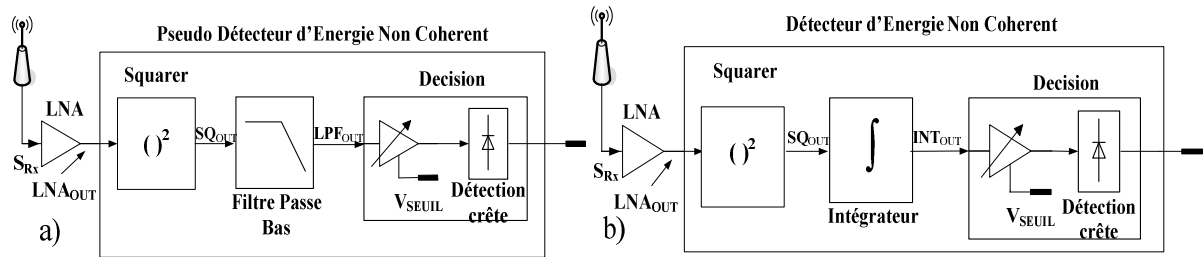 Pseudo Détecteur d'Energie Non Coherent
Squarer
Decision
LNA
( )²
SQOUT
LPFOUT
SRx
LNAOUT
Filtre Passe
Bas
VSEUIL
Détection
crête
a)
Détecteur d'Energie Non Coherent
Squarer
Decision
LNA
( )²
SQOUT
∫
INTOUT
SRx
LNAOUT
Intégrateur
VSEUIL
Détection
crête
b)